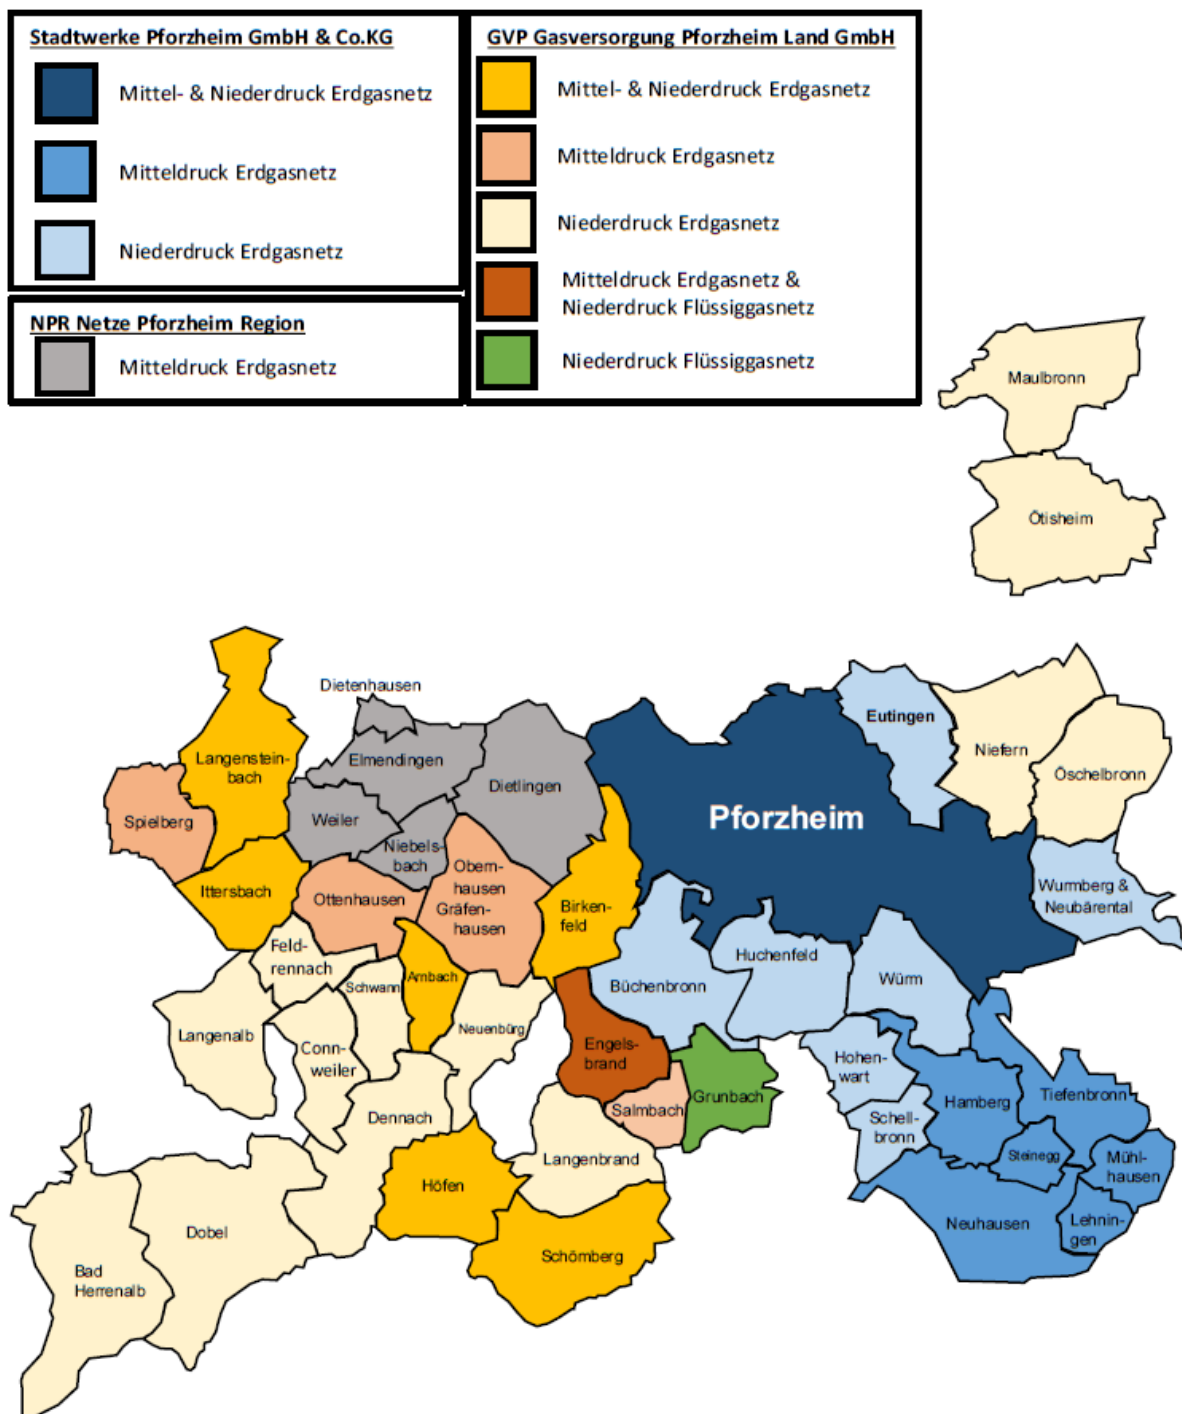 Stadtwerke Pforzheim GmbH & Co.KG
Mittel- & Niederdruck Erdgasnetz
Mitteldruck Erdgasnetz
Niederdruck Erdgasnetz
NPR Netze Pforzheim Region
Mitteldruck Erdgasnetz
GVP Gasversorgung Pforzheim Land GmbH
Mittel- & Niederdruck Erdgasnetz
Mitteldruck Erdgasnetz
Niederdruck Erdgasnetz
Mitteldruck Erdgasnetz &
Niederdruck Flüssiggasnetz
Niederdruck Flüssiggasnetz
Maulbronn
Ötisheim
Dietenhausen
Eutingen
Niefern
Öschelbronn
Langenstein-
bach
Elmendingen
Dietlingen
Spielberg
Weiler
Niebels-
bach
Pforzheim
Obern-
hausen
Gräfen-
hausen
Ittersbach
Ottenhausen
Birken-
feld
Wurmberg &
Neubärental
Feld-
rennach
Schwann
Arnbach
Büchenbronn
Huchenfeld
Würm
Langenalb
Conn-
weiler
Neuenbürg
Engels-
brand
Hohen-
wart
Dennach
Salmbach
Grunbach
Schell-
bronn
Hamberg
Tiefenbronn
Steinegg
Mühl-
hausen
Langenbrand
Höfen
Dobel
Schömberg
Neuhausen
Lehnin-
gen
Bad
Herrenalb